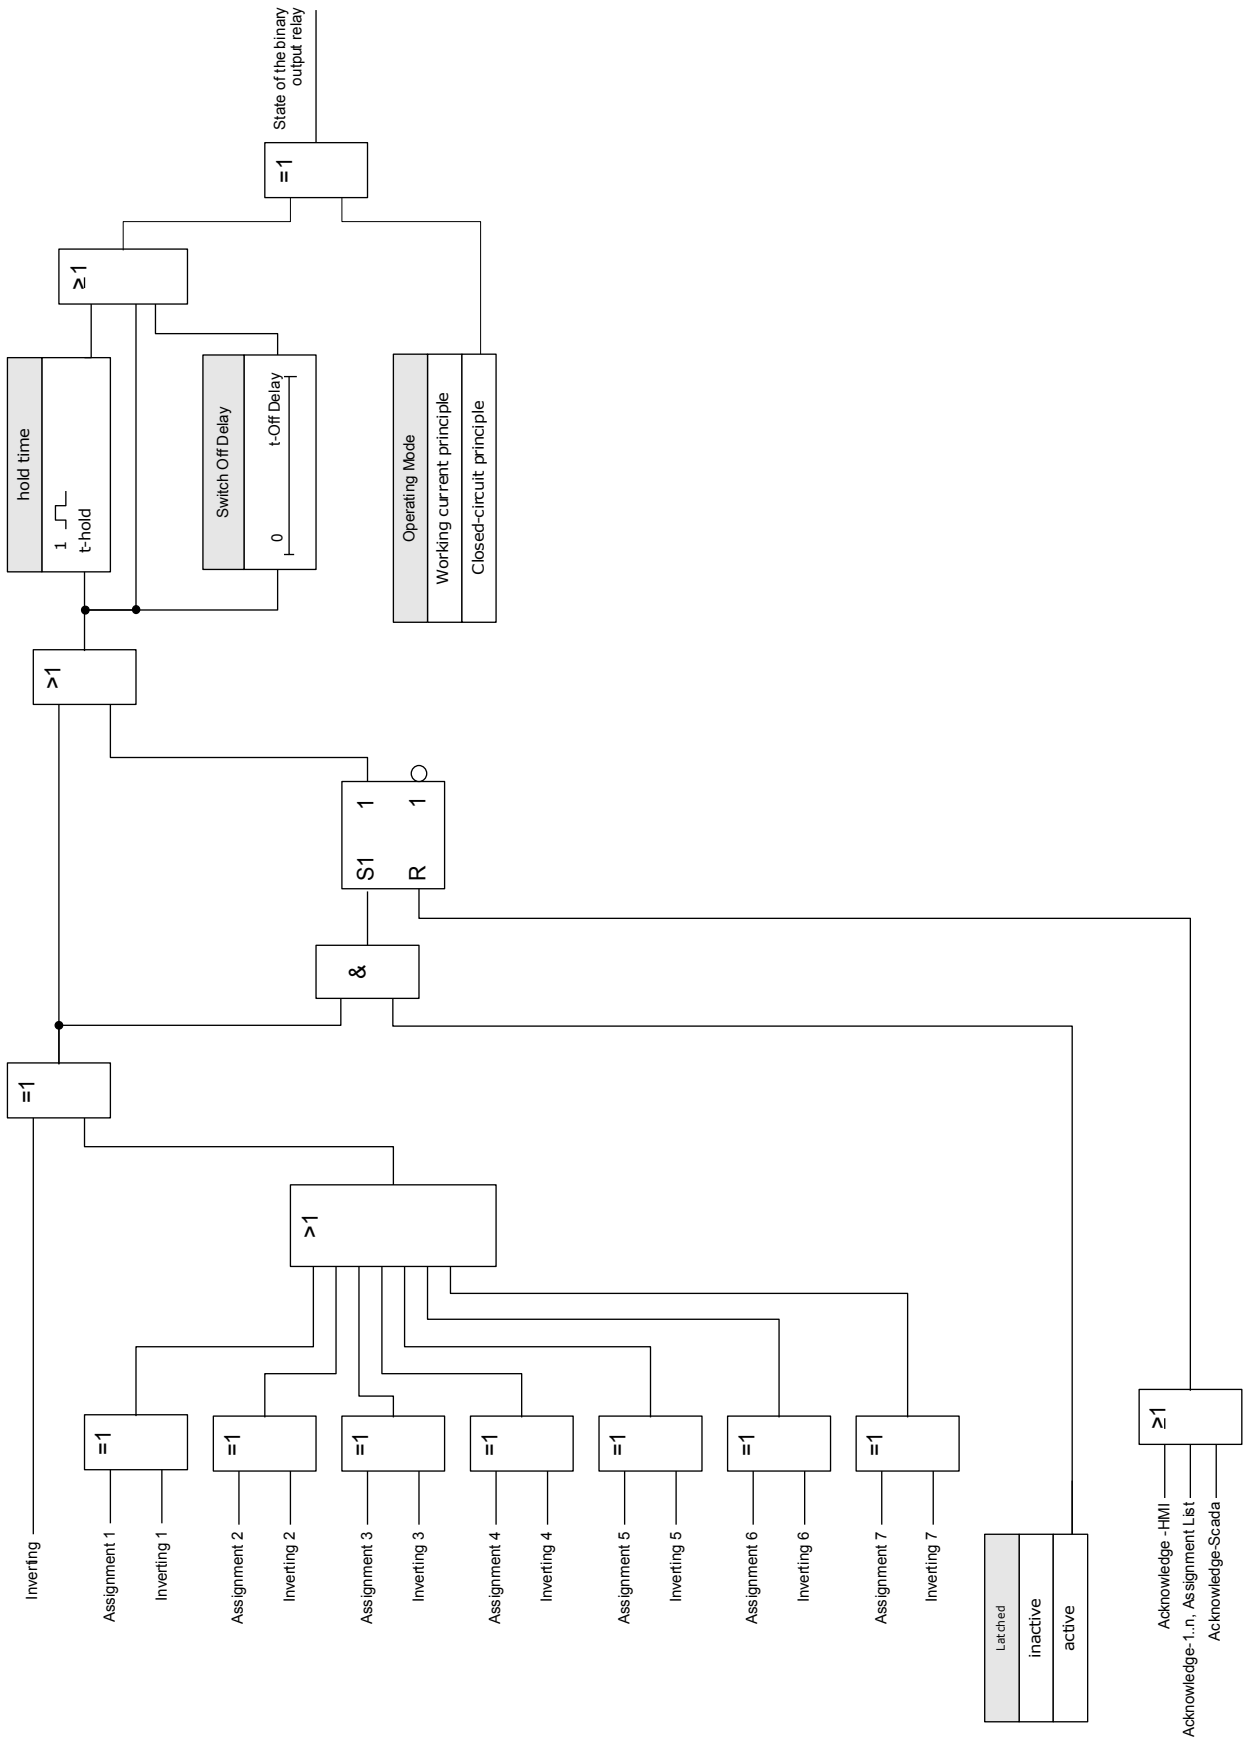 Inverting
Assignment 1
Inverting 1
Assignment 2
Inverting 2
Assignment 3
Inverting 3
Assignment 4
Inverting 4
Assignment 5
Inverting 5
Assignment 6
Inverting 6
Assignment 7
Inverting 7
Latched
inactive
active
Acknowledge -HMI
Acknowledge-1..n, Assignment List
Acknowledge-Scada
=1
=1
=1
=1
=1
=1
=1
≥1
>1
=1
&
S1 1
R 1
>1
hold time
1
t-hold
Switch Off Delay
0 t-Off Delay
Operating Mode
Working current principle
Closed-circuit principle
≥1
=1
State of the binary
output relay